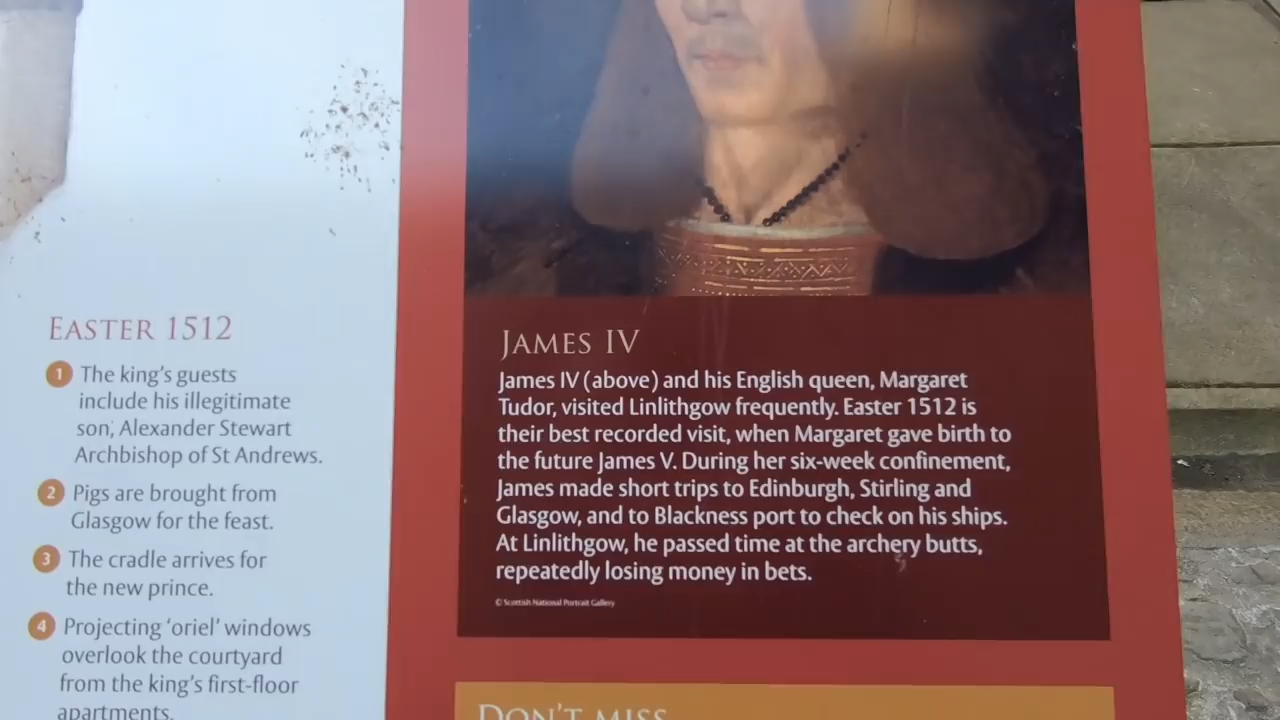 EASTER 1512
1 The king's guests
include his illegitimate
son, Alexander Stewart
Archbishop of St Andrews.
2 Pigs are brought from
Glasgow for the feast.
3 The cradle arrives for
the new prince.
4 Projecting 'oriel' windows
overlook the courtyard
from the king's first-floor
apartments.
JAMES IV
James IV (above) and his English queen, Margaret
Tudor, visited Linlithgow frequently. Easter 1512 is
their best recorded visit, when Margaret gave birth to
the future James V. During her six-week confinement,
James made short trips to Edinburgh, Stirling and
Glasgow, and to Blackness port to check on his ships.
At Linlithgow, he passed time at the archery butts,
repeatedly losing money in bets.
© Scottish National Portrait Gallery
DON'T MISS